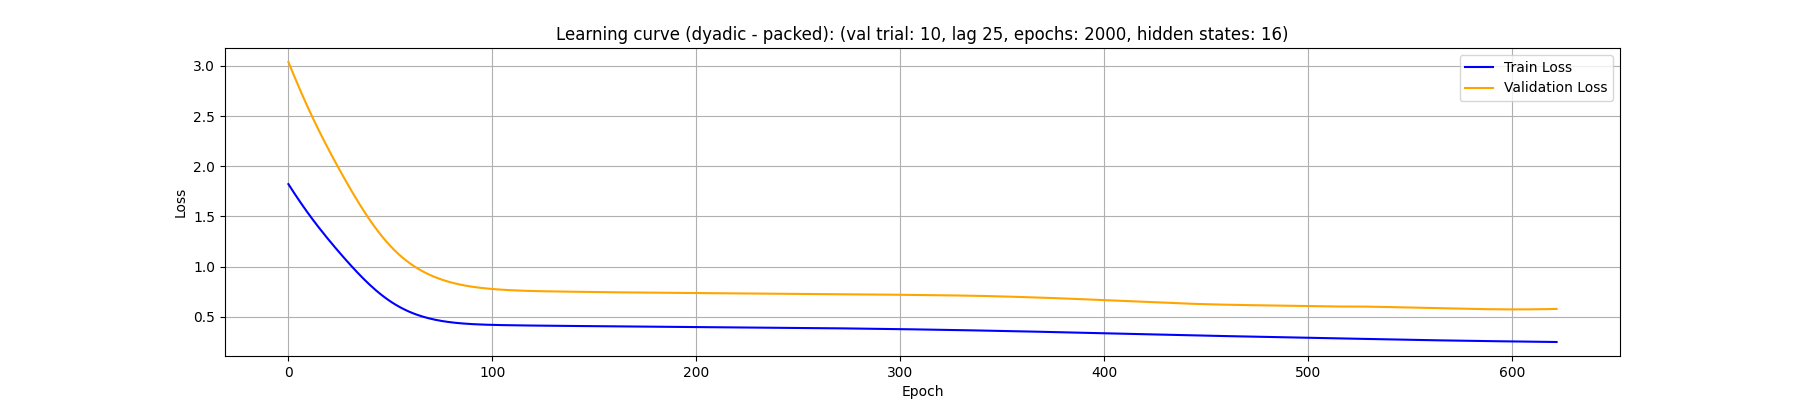 Learning curve (dyadic - packed): (val trial: 10, lag 25, epochs: 2000, hidden states: 16)
Train Loss
Validation Loss
Loss
3.0
2.5
2.0
1.5
1.0
0.5
0 100 200 300 400 500 600
Epoch